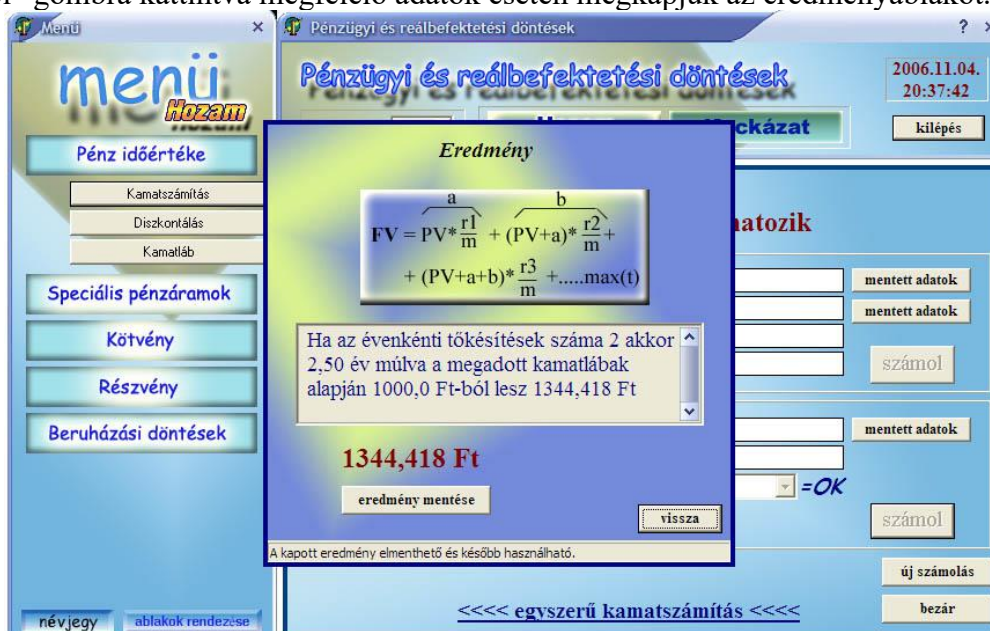 gombra kattintva megfelelő adatok esetén megkapjuk az eredményablakot.
Menü
menü
Hozam
Pénz időértéke
Kamatszámítás
Diszkontálás
Kamatláb
Speciális pénzáramok
Kötvény
Részvény
Beruházási döntések
névjegy
ablakok rendezése
Pénzügyi és reálbefektetési döntések
Pénzügyi és reálbefektetési döntések
2006.11.04.
20:37:42
kilépés
Eredmény
a b
FV = PV* r1/m + (PV+a)* r2/m +
+ (PV+a+b)* r3/m +.....max(t)
Ha az évenkénti tőkésítések száma 2 akkor
2,50 év múlva a megadott kamatlábak
alapján 1000,0 Ft-ból lesz 1344,418 Ft
1344,418 Ft
eredmény mentése
vissza
A kapott eredmény elmenthető és később használható.
mentett adatok
mentett adatok
számol
mentett adatok
=OK
számol
új számolás
<<<< egyszerű kamatszámítás <<<<
bezár